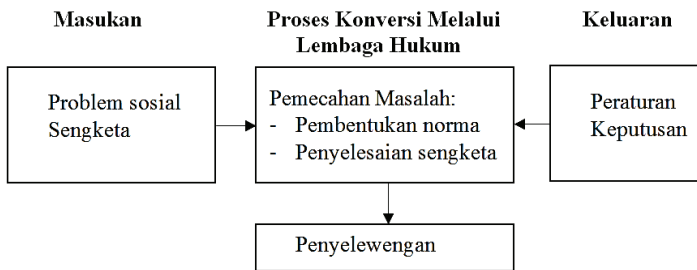 Masukan
Proses Konversi Melalui
Lembaga Hukum
Keluaran
Problem sosial
Sengketa
Pemecahan Masalah:
- Pembentukan norma
- Penyelesaian sengketa
Peraturan
Keputusan
Penyelewengan